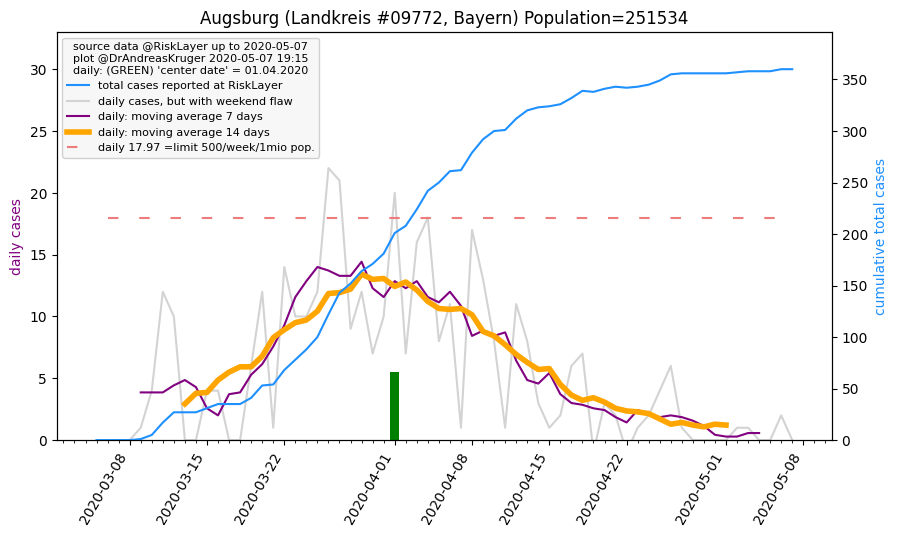 Augsburg (Landkreis #09772, Bayern) Population=251534
source data @RiskLayer up to 2020-05-07
plot @DrAndreasKruger 2020-05-07 19:15
daily: (GREEN) 'center date' = 01.04.2020
total cases reported at RiskLayer
daily cases, but with weekend flaw
daily: moving average 7 days
daily: moving average 14 days
daily 17.97 =limit 500/week/1mio pop.
daily cases
30
25
20
15
10
5
0
cumulative total cases
350
300
250
200
150
100
50
0
2020-03-08
2020-03-15
2020-03-22
2020-04-01
2020-04-08
2020-04-15
2020-04-22
2020-05-01
2020-05-08